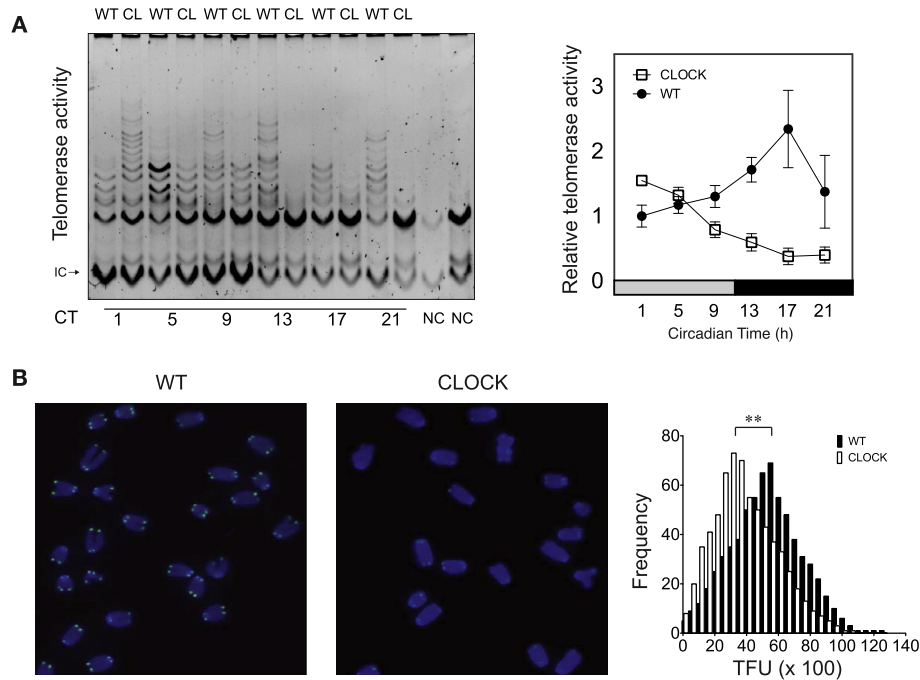 A
WT CL WT CL WT CL WT CL WT CL WT CL
Telomerase activity
IC→
CT 1 5 9 13 17 21 NC NC
Relative telomerase activity
3
2
1
0
CLOCK
WT
1 5 9 13 17 21
Circadian Time (h)
B
WT
CLOCK
Frequency
80
60
40
20
0
**
WT
CLOCK
0 20 40 60 80 100 120 140
TFU (x 100)